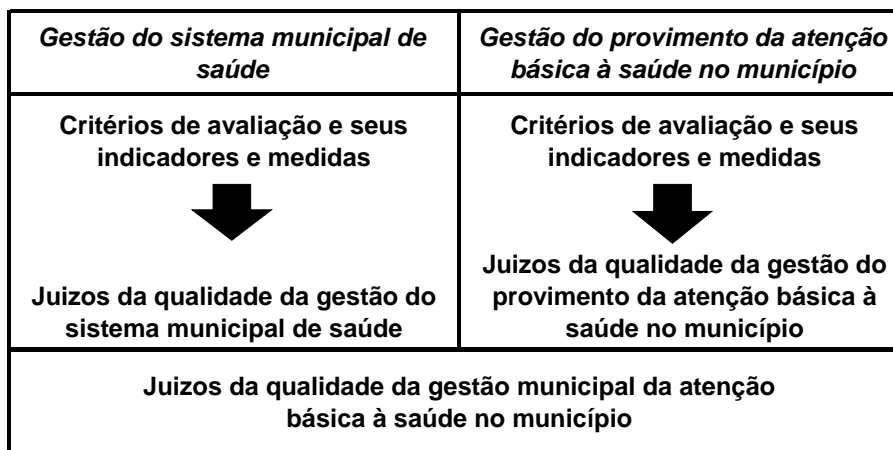 Gestão do sistema municipal de
saúde
Gestão do provimento da atenção
básica à saúde no município
Critérios de avaliação e seus
indicadores e medidas
Juizos da qualidade da gestão do
sistema municipal de saúde
Critérios de avaliação e seus
indicadores e medidas
Juizos da qualidade da gestão do
provimento da atenção básica à
saúde no município
Juizos da qualidade da gestão municipal da atenção
básica à saúde no município